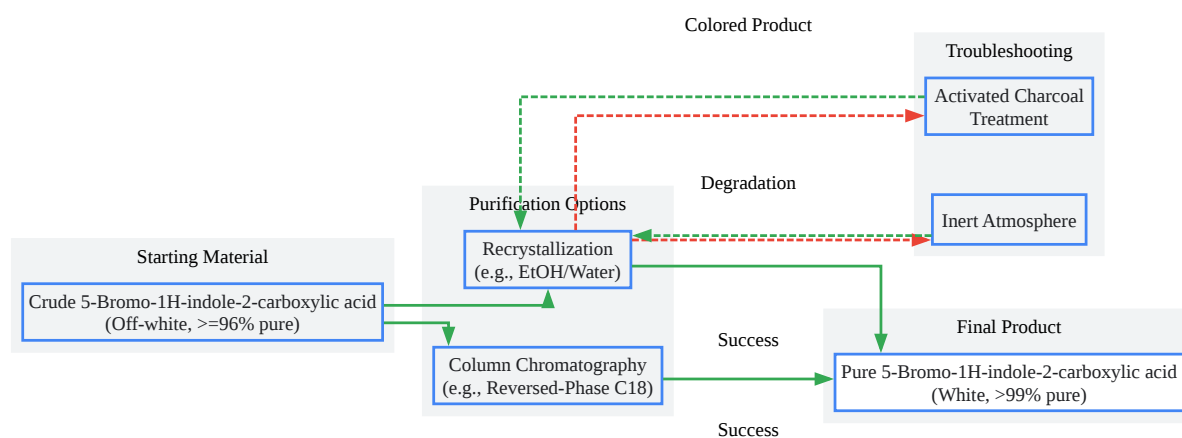 Colored Product
Troubleshooting
Activated Charcoal
Treatment
Degradation
Purification Options
Inert Atmosphere
Recrystallization
(e.g., EtOH/Water)
Starting Material
Crude 5-Bromo-1H-indole-2-carboxylic acid
(Off-white, >=96% pure)
Final Product
Success
Column Chromatography
(e.g., Reversed-Phase C18)
Pure 5-Bromo-1H-indole-2-carboxylic acid
(White, >99% pure)
Success